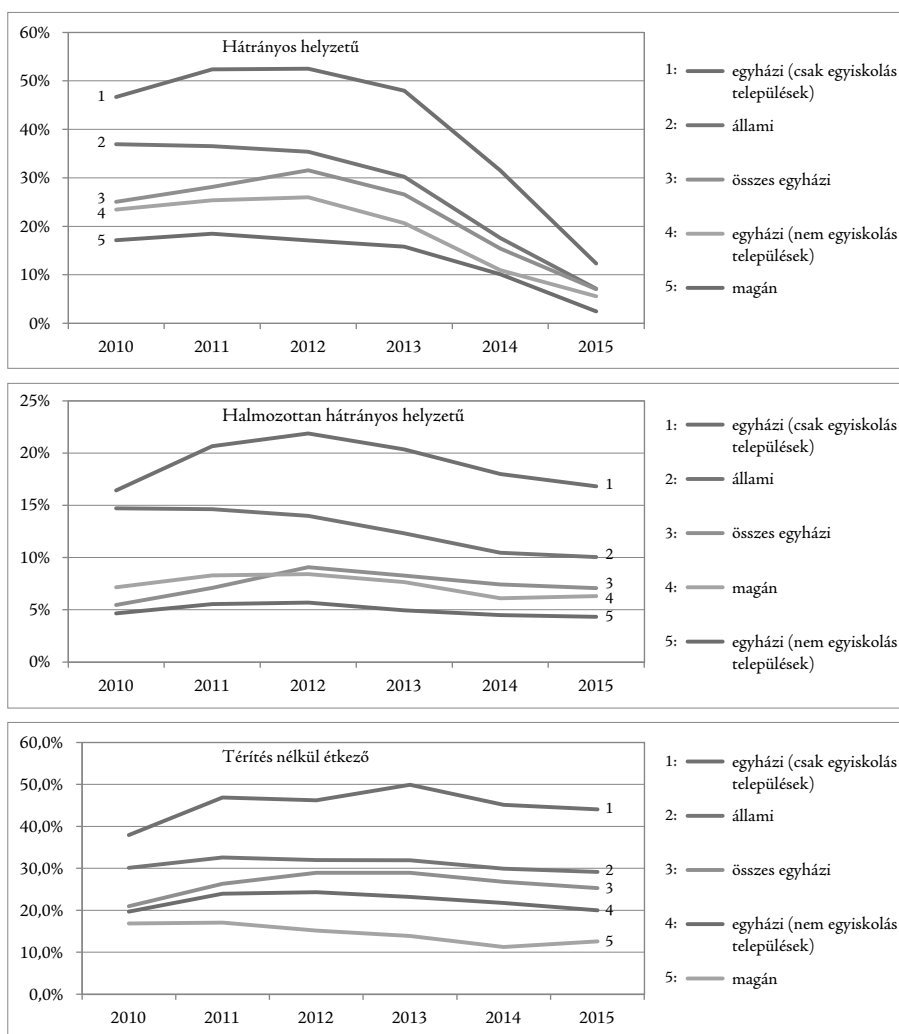 Hátrányos helyzetű
60%
50%
40%
30%
20%
10%
0%
1
2
3
4
5
2010 2011 2012 2013 2014 2015
1: egyházi (csak egyiskolás
települések)
2: állami
3: összes egyházi
4: egyházi (nem egyiskolás
települések)
5: magán
Halmozottan hátrányos helyzetű
25%
20%
15%
10%
5%
0%
1
2
3
4
5
2010 2011 2012 2013 2014 2015
1: egyházi (csak egyiskolás
települések)
2: állami
3: összes egyházi
4: magán
5: egyházi (nem egyiskolás
települések)
Térítés nélkül étkező
60,0%
50,0%
40,0%
30,0%
20,0%
10,0%
0,0%
1
2
3
4
5
2010 2011 2012 2013 2014 2015
1: egyházi (csak egyiskolás
települések)
2: állami
3: összes egyházi
4: egyházi (nem egyiskolás
települések)
5: magán